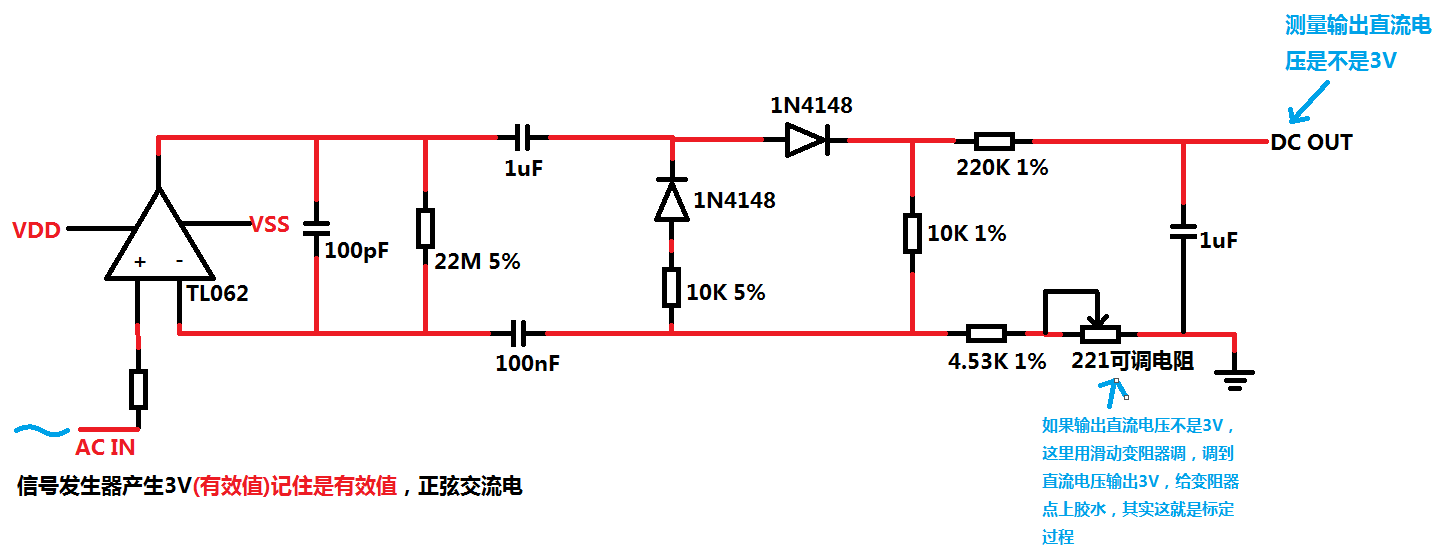 测量输出直流电
压是不是3V
1N4148
DC OUT
1uF
220K 1%
1N4148
VDD
VSS
100pF
10K 1%
1uF
+
-
22M 5%
TL062
10K 5%
100nF
4.53K 1%
221可调电阻
AC IN
如果输出直流电压不是3V，
这里用滑动变阻器调，调到
直流电压输出3V，给变阻器
点上胶水，其实这就是标定
过程
信号发生器产生3V(有效值)记住是有效值，正弦交流电